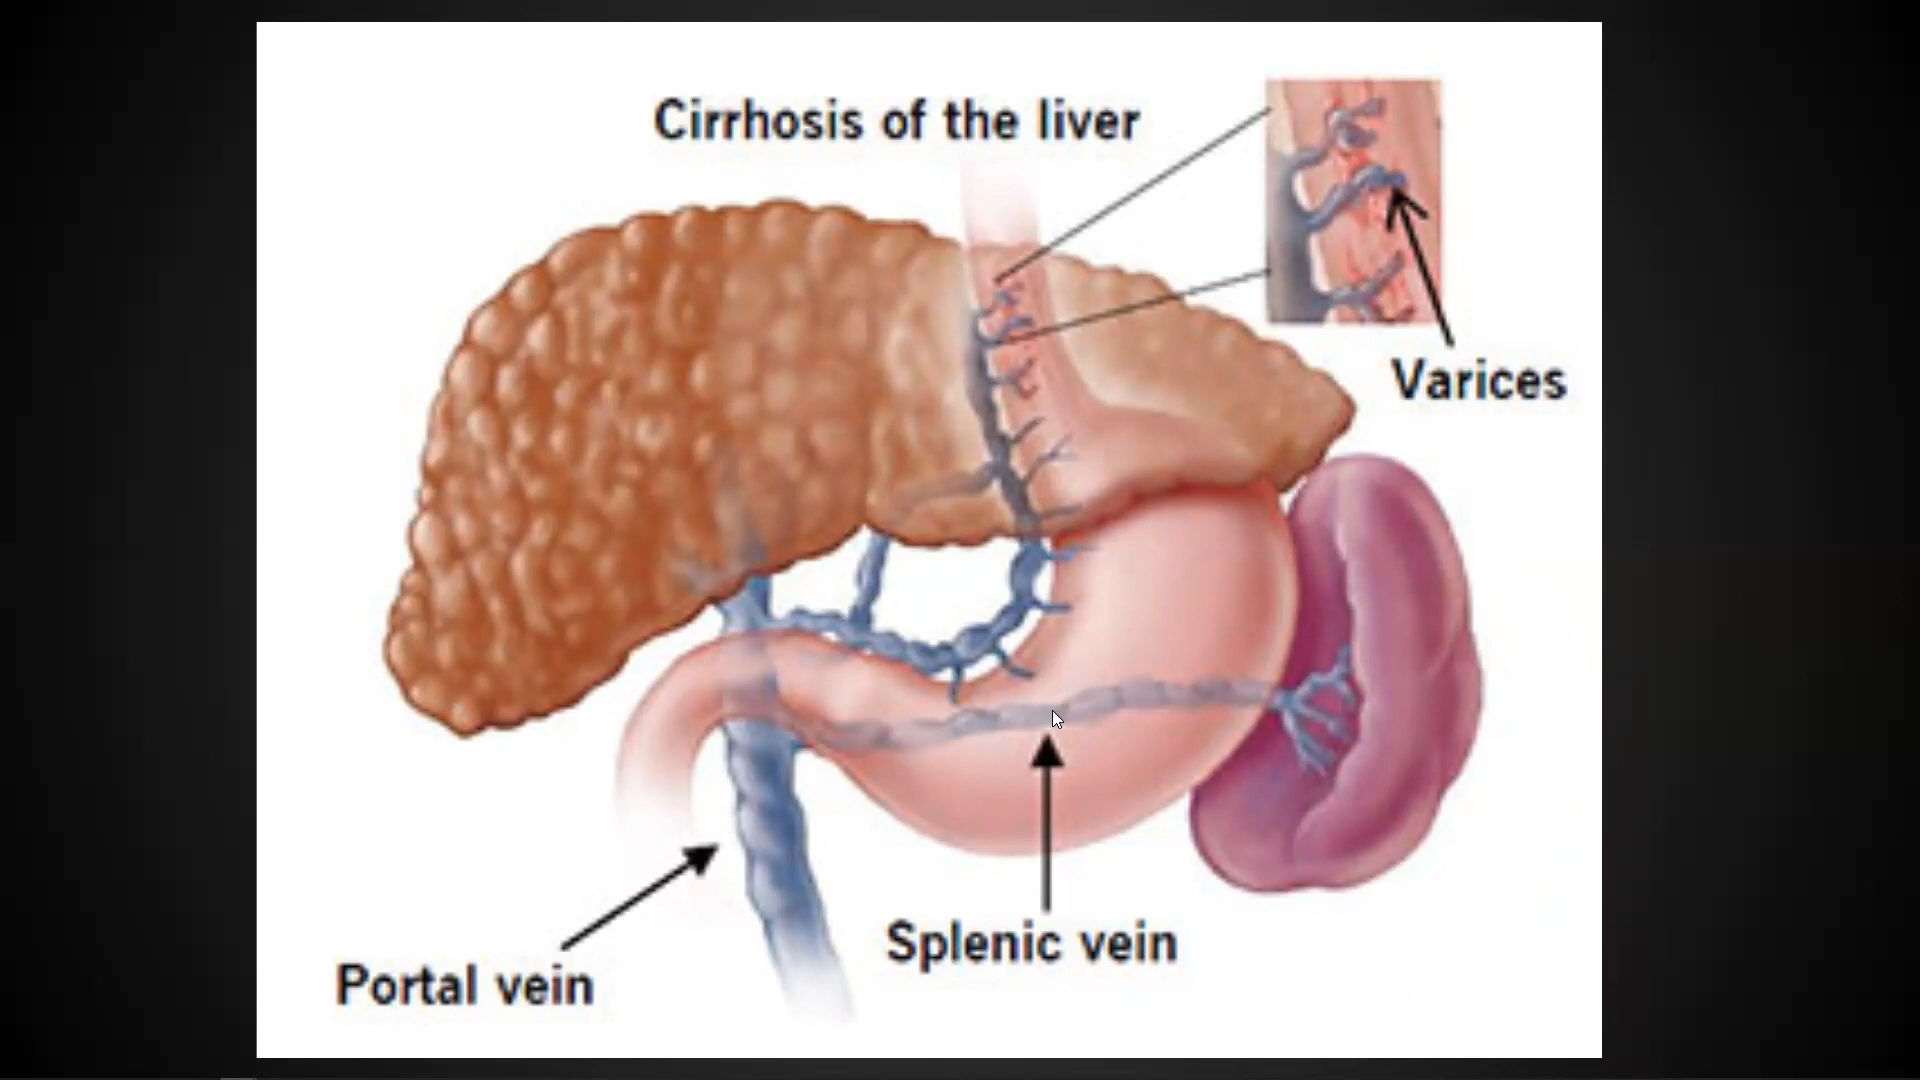 Cirrhosis of the liver
Varices
Splenic vein
Portal vein